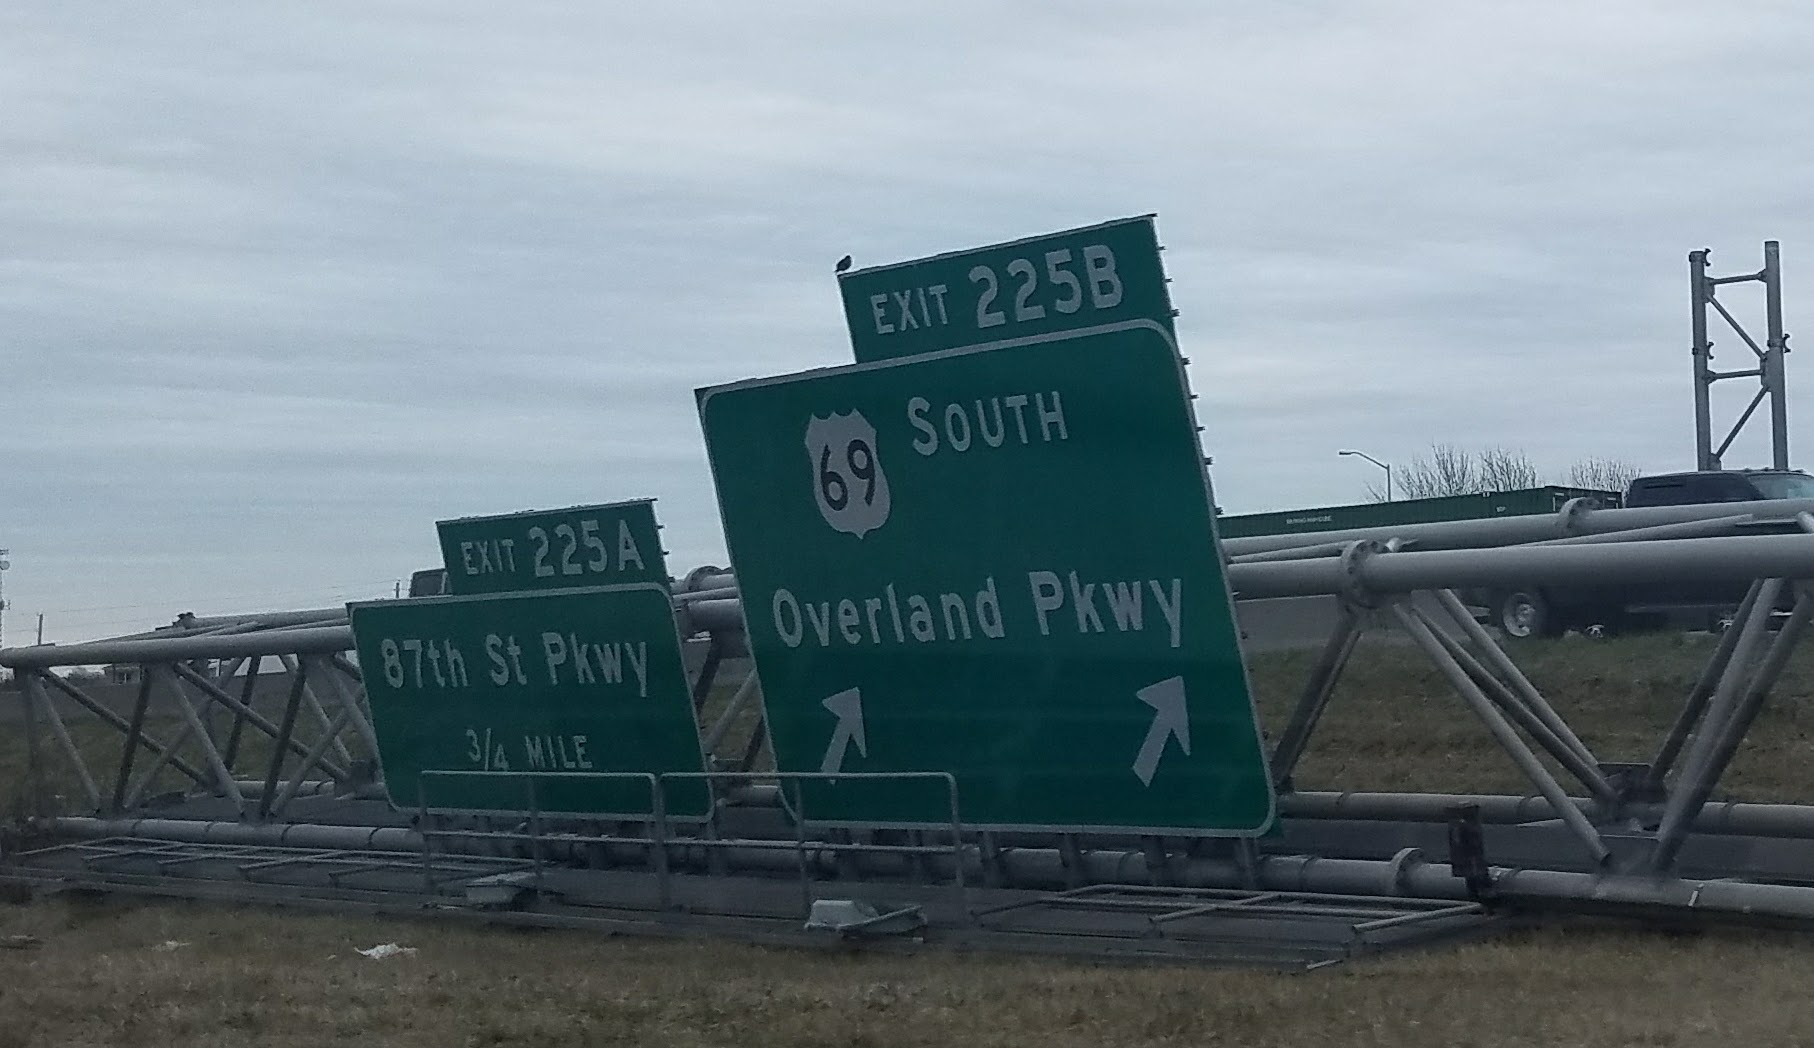 EXIT 225A
87th St Pkwy
3/4 MILE
EXIT 225B
69 SOUTH
Overland Pkwy